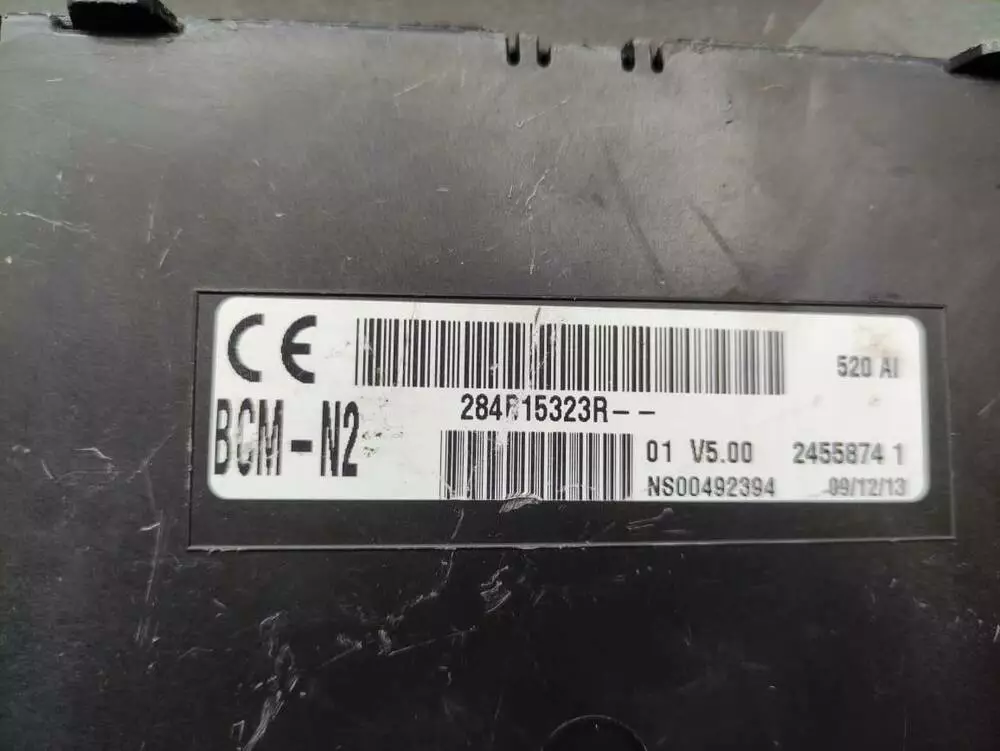 CE
520 AI
284B15323R--
BCM-N2
01 V5.00 2455874 1
NS00492394 09/12/13